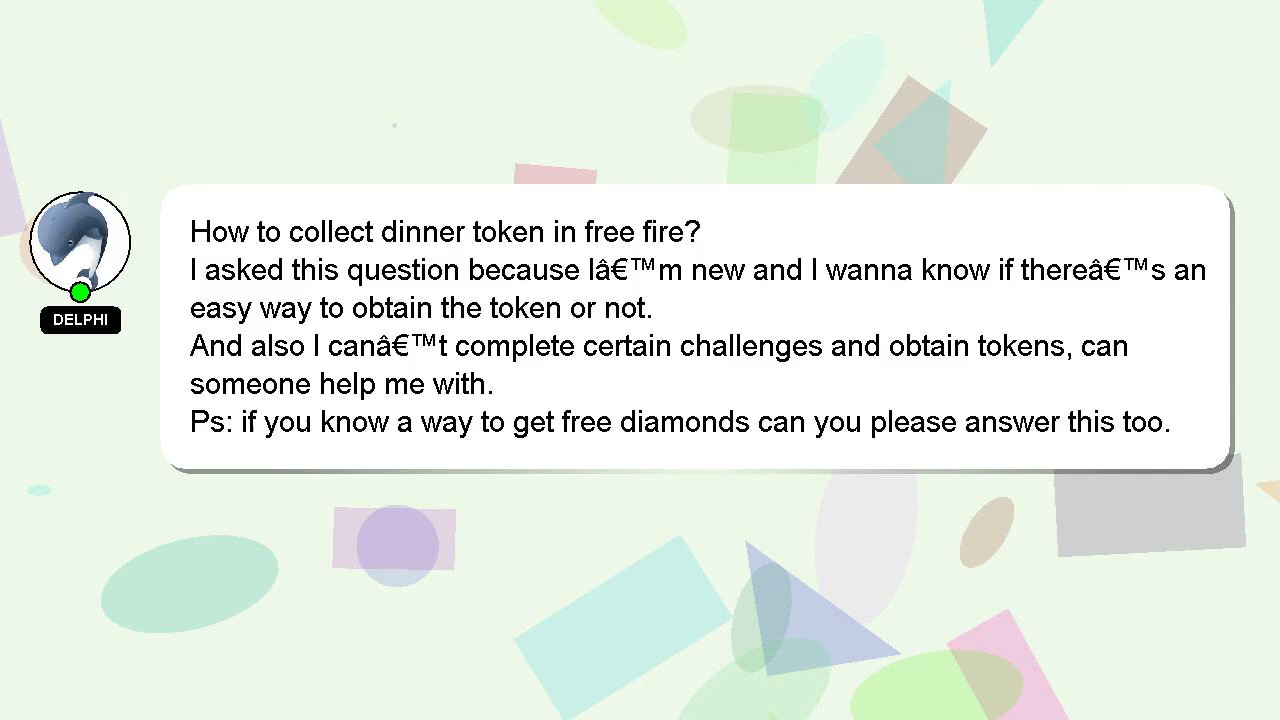 How to collect dinner token in free fire?
I asked this question because Iâ€™m new and I wanna know if thereâ€™s an
easy way to obtain the token or not.
And also I canâ€™t complete certain challenges and obtain tokens, can
someone help me with.
Ps: if you know a way to get free diamonds can you please answer this too.
DELPHI